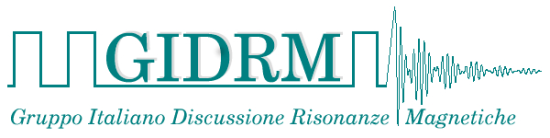 GIDRM
Gruppo Italiano Discussione Risonanze Magnetiche